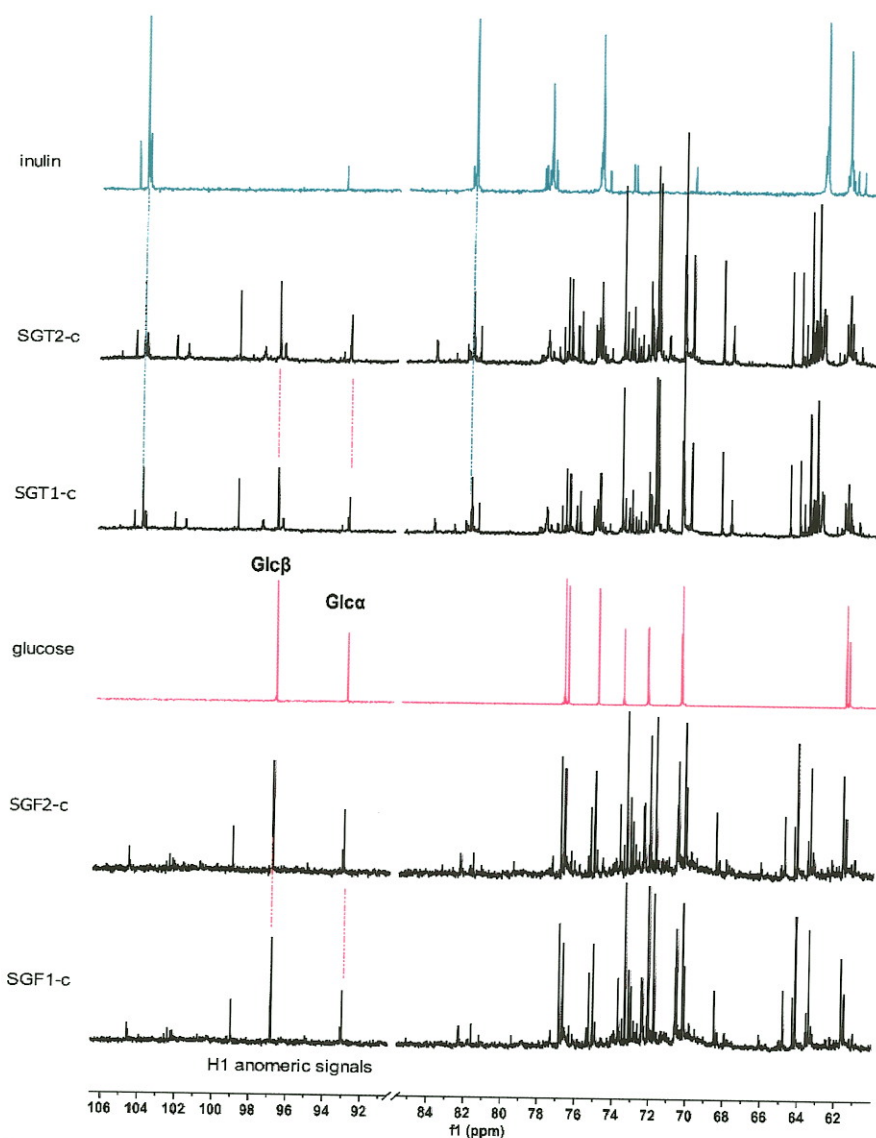 inulin
SGT2-c
SGT1-c
Glcβ
Glcα
glucose
SGF2-c
SGF1-c
H1 anomeric signals
106 104 102 100 98 96 94 92 84 82 80 78 76 74 72 70 68 66 64 62
f1 (ppm)